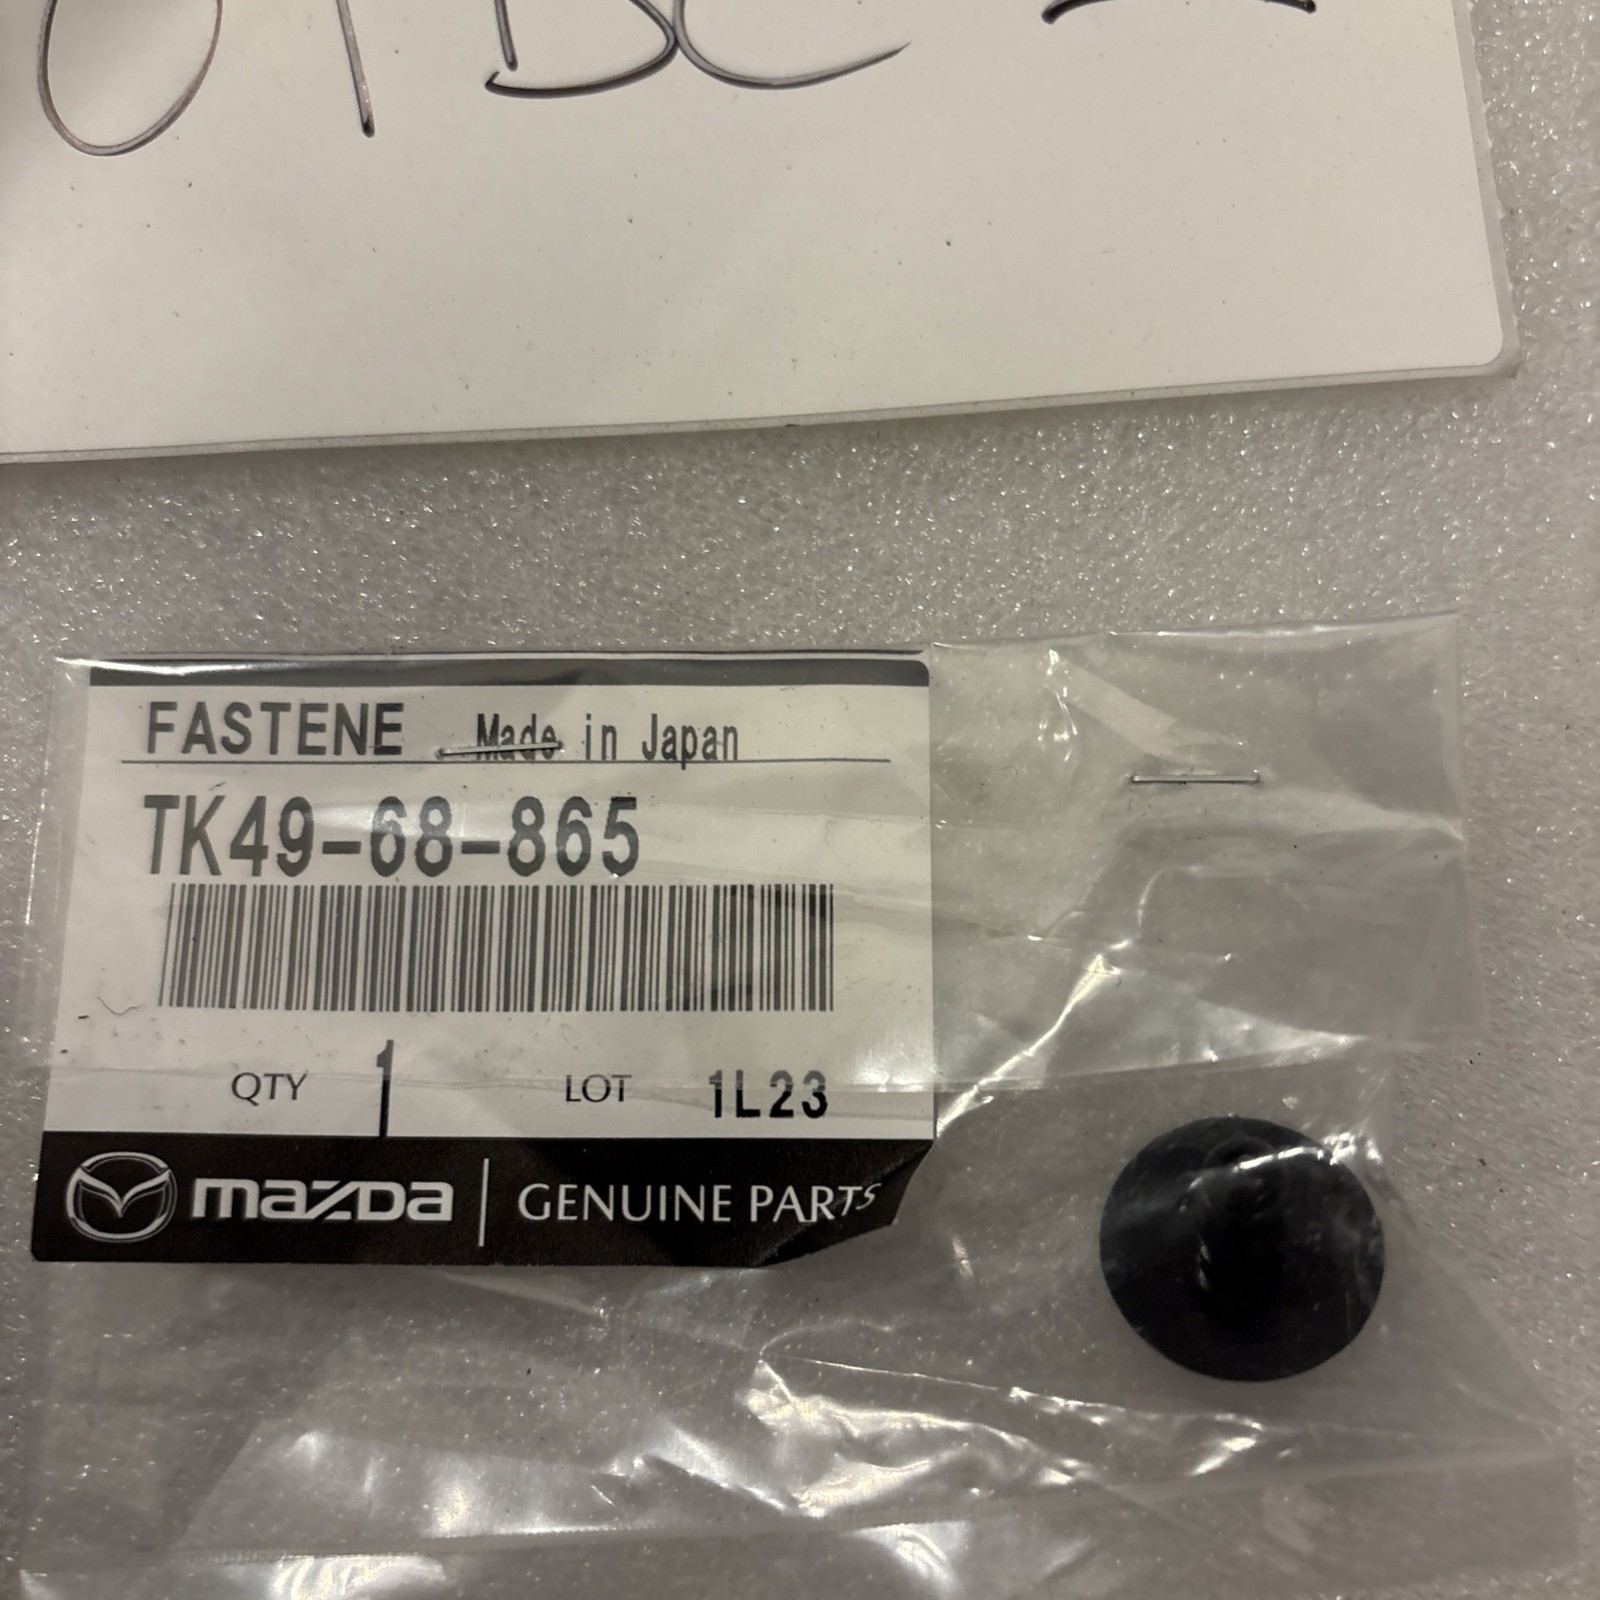 FASTENE Made in Japan
TK49-68-865
QTY 1 LOT 1L23
mazda GENUINE PARTS